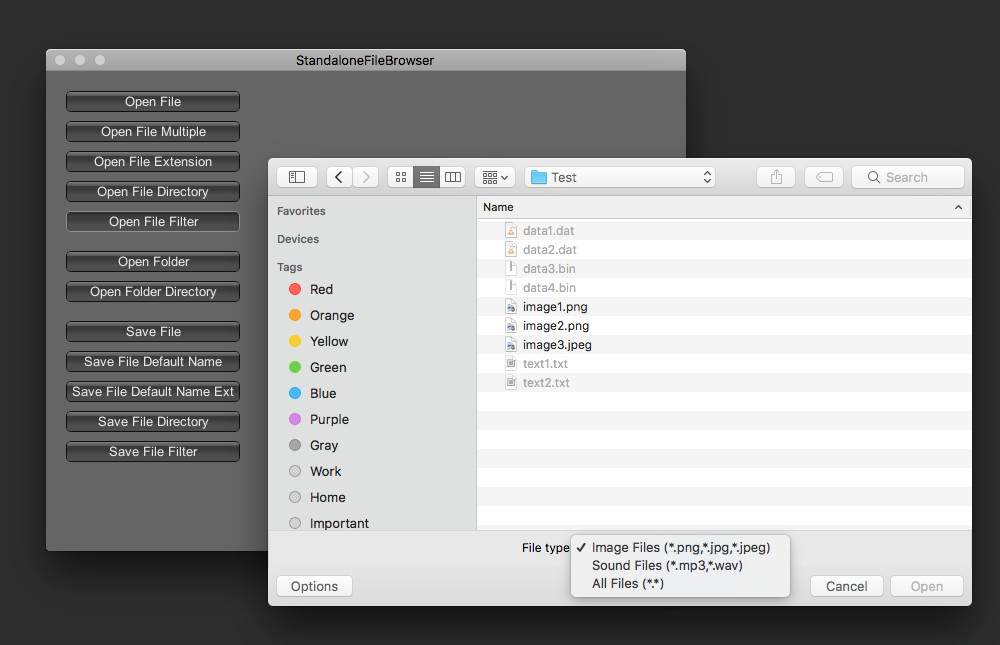 StandaloneFileBrowser
Open File
Open File Multiple
Open File Extension
Open File Directory
Open File Filter
Open Folder
Open Folder Directory
Save File
Save File Default Name
Save File Default Name Ext
Save File Directory
Save File Filter
Test
Search
Favorites
Devices
Tags
Red
Orange
Yellow
Green
Blue
Purple
Gray
Work
Home
Important
Name
data1.dat
data2.dat
data3.bin
data4.bin
image1.png
image2.png
image3.jpeg
text1.txt
text2.txt
File type
Image Files (*.png,*.jpg,*.jpeg)
Sound Files (*.mp3,*.wav)
All Files (*.*)
Options
Cancel
Open